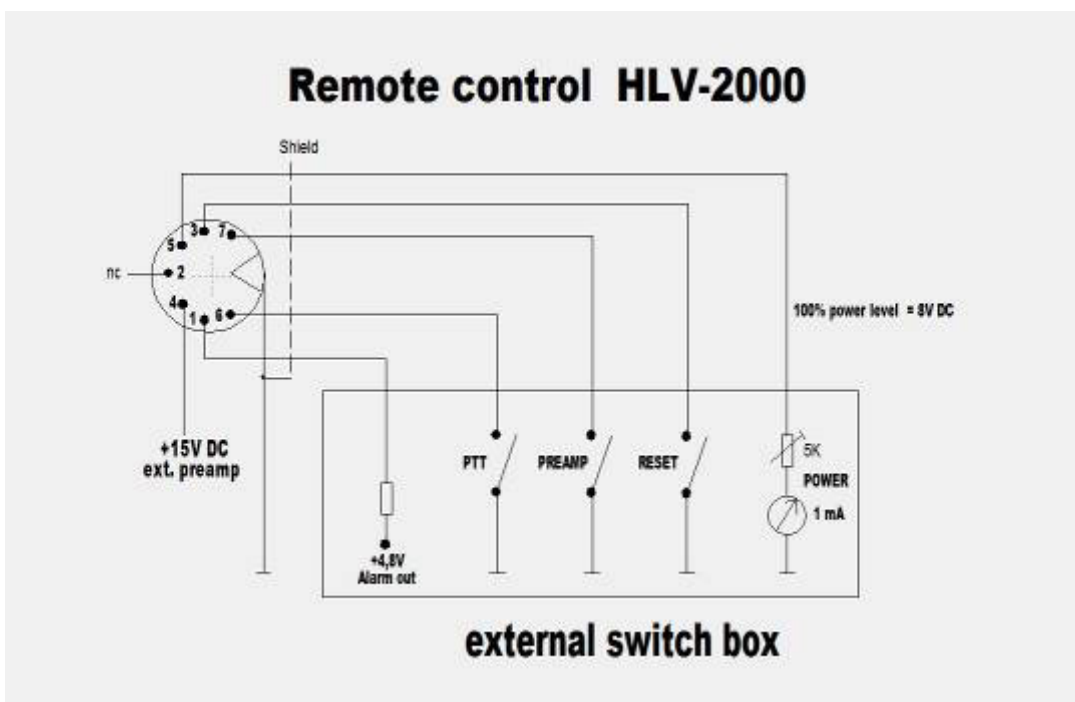 Remote control HLV-2000
Shield
3 7
5
nc 2
4
1 6
100% power level = 8V DC
+15V DC
ext. preamp
PTT PREAMP RESET 5K
POWER
1 mA
+4,8V
Alarm out
external switch box